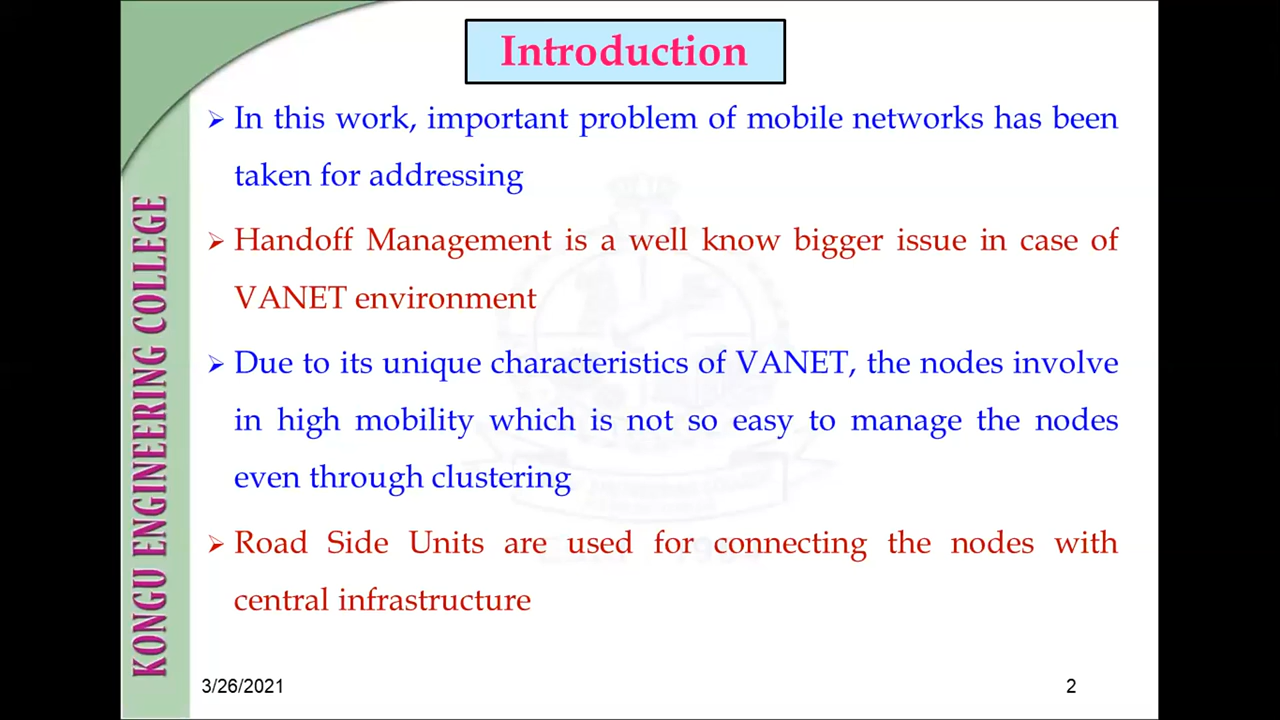 Introduction
➢ In this work, important problem of mobile networks has been
taken for addressing
➢ Handoff Management is a well know bigger issue in case of
VANET environment
➢ Due to its unique characteristics of VANET, the nodes involve
in high mobility which is not so easy to manage the nodes
even through clustering
➢ Road Side Units are used for connecting the nodes with
central infrastructure
KONGU ENGINEERING COLLEGE
3/26/2021
2